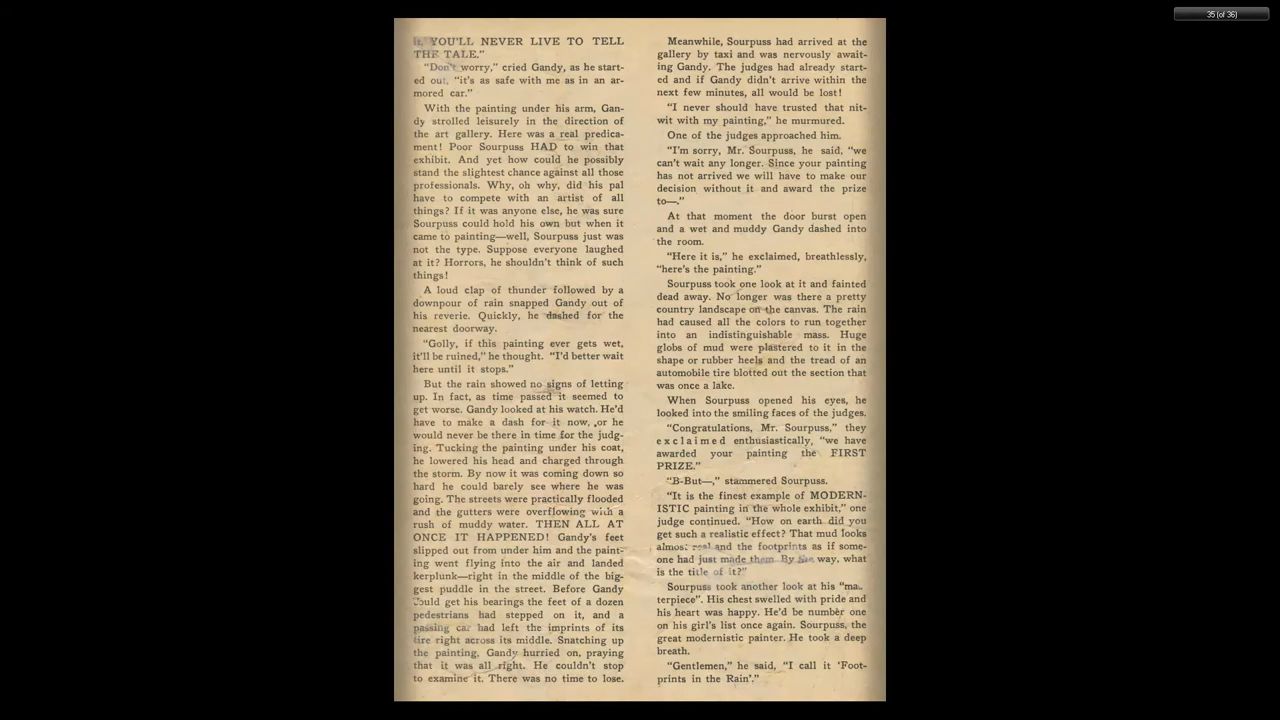 35 (of 36)
it, YOU'LL NEVER LIVE TO TELL
THE TALE."
"Don't worry," cried Gandy, as he start-
ed out, "it's as safe with me as in an ar-
mored car."
With the painting under his arm, Gan-
dy strolled leisurely in the direction of
the art gallery. Here was a real predica-
ment! Poor Sourpuss HAD to win that
exhibit. And yet how could he possibly
stand the slightest chance against all those
professionals. Why, oh why, did his pal
have to compete with an artist of all
things? If it was anyone else, he was sure
Sourpuss could hold his own but when it
came to painting—well, Sourpuss just was
not the type. Suppose everyone laughed
at it? Horrors, he shouldn't think of such
things!
A loud clap of thunder followed by a
downpour of rain snapped Gandy out of
his reverie. Quickly, he dashed for the
nearest doorway.
"Golly, if this painting ever gets wet,
it'll be ruined," he thought. "I'd better wait
here until it stops."
But the rain showed no signs of letting
up. In fact, as time passed it seemed to
get worse. Gandy looked at his watch. He'd
have to make a dash for it now, or he
would never be there in time for the judg-
ing. Tucking the painting under his coat,
he lowered his head and charged through
the storm. By now it was coming down so
hard he could barely see where he was
going. The streets were practically flooded
and the gutters were overflowing with a
rush of muddy water. THEN ALL AT
ONCE IT HAPPENED! Gandy's feet
slipped out from under him and the paint-
ing went flying into the air and landed
kerplunk—right in the middle of the big-
gest puddle in the street. Before Gandy
could get his bearings the feet of a dozen
pedestrians had stepped on it, and a
passing car had left the imprints of its
tire right across its middle. Snatching up
the painting, Gandy hurried on, praying
that it was all right. He couldn't stop
to examine it. There was no time to lose.
Meanwhile, Sourpuss had arrived at the
gallery by taxi and was nervously await-
ing Gandy. The judges had already start-
ed and if Gandy didn't arrive within the
next few minutes, all would be lost!
"I never should have trusted that nit-
wit with my painting," he murmured.
One of the judges approached him.
"I'm sorry, Mr. Sourpuss, he said, "we
can't wait any longer. Since your painting
has not arrived we will have to make our
decision without it and award the prize
to—."
At that moment the door burst open
and a wet and muddy Gandy dashed into
the room.
"Here it is," he exclaimed, breathlessly,
"here's the painting."
Sourpuss took one look at it and fainted
dead away. No longer was there a pretty
country landscape on the canvas. The rain
had caused all the colors to run together
into an indistinguishable mass. Huge
globs of mud were plastered to it in the
shape or rubber heels and the tread of an
automobile tire blotted out the section that
was once a lake.
When Sourpuss opened his eyes, he
looked into the smiling faces of the judges.
"Congratulations, Mr. Sourpuss," they
exclaimed enthusiastically, "we have
awarded your painting the FIRST
PRIZE."
"B-But—," stammered Sourpuss.
"It is the finest example of MODERN-
ISTIC painting in the whole exhibit," one
judge continued. "How on earth did you
get such a realistic effect? That mud looks
almost real and the footprints as if some-
one had just made them. By the way, what
is the title of it?"
Sourpuss took another look at his "mas-
terpiece". His chest swelled with pride and
his heart was happy. He'd be number one
on his girl's list once again. Sourpuss, the
great modernistic painter. He took a deep
breath.
"Gentlemen," he said, "I call it 'Foot-
prints in the Rain'."